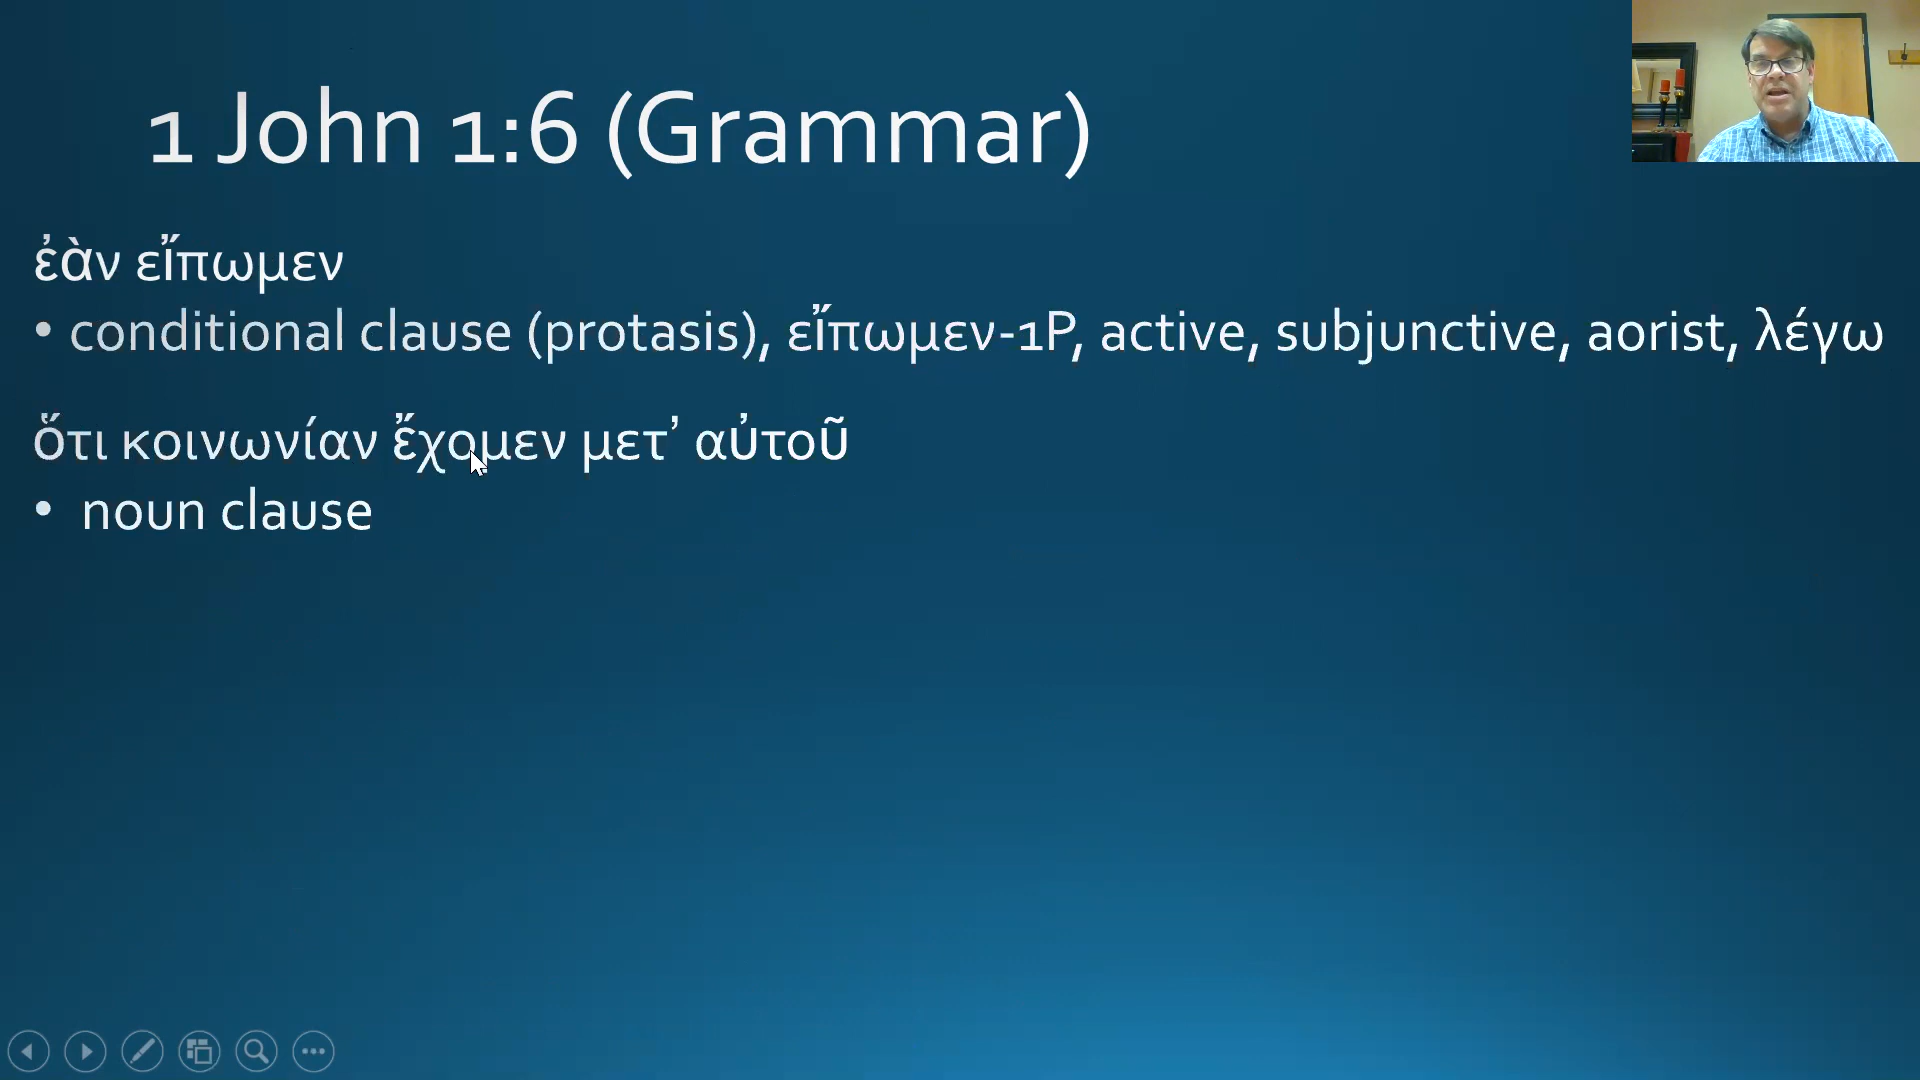 1 John 1:6 (Grammar)
ἐὰν εἴπωμεν
• conditional clause (protasis), εἴπωμεν-1P, active, subjunctive, aorist, λέγω
ὅτι κοινωνίαν ἔχομεν μετ᾽ αὐτοῦ
• noun clause